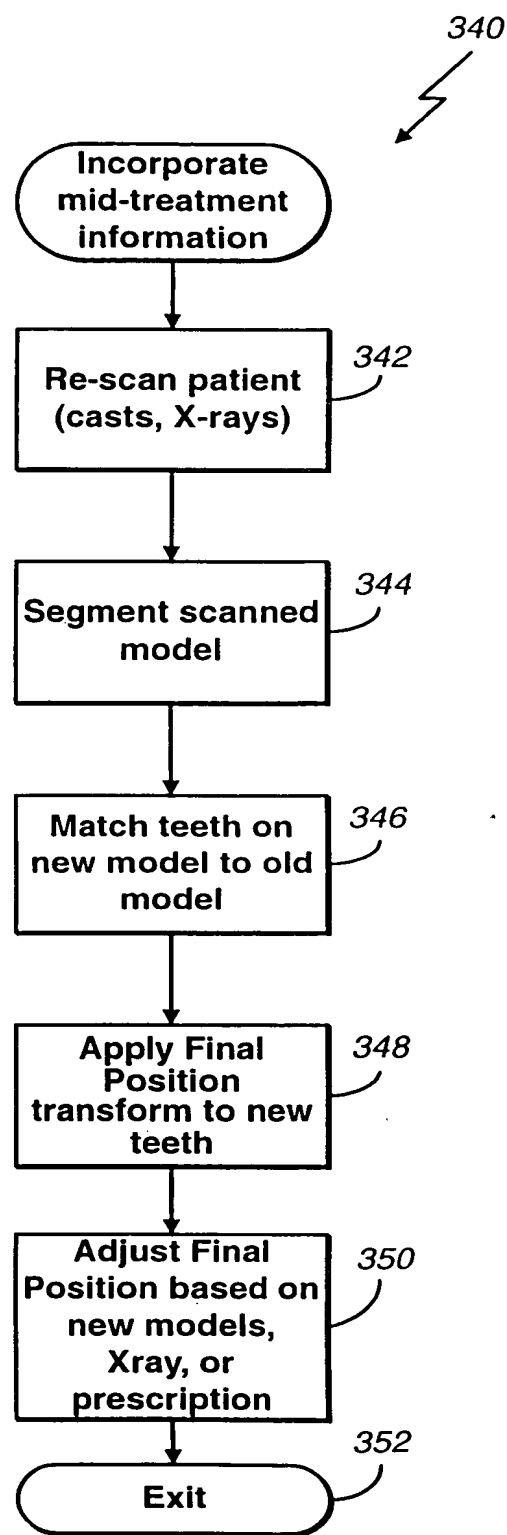 340
Incorporate
mid-treatment
information
342
Re-scan patient
(casts, X-rays)
344
Segment scanned
model
346
Match teeth on
new model to old
model
348
Apply Final
Position
transform to new
teeth
350
Adjust Final
Position based on
new models,
Xray, or
prescription
352
Exit